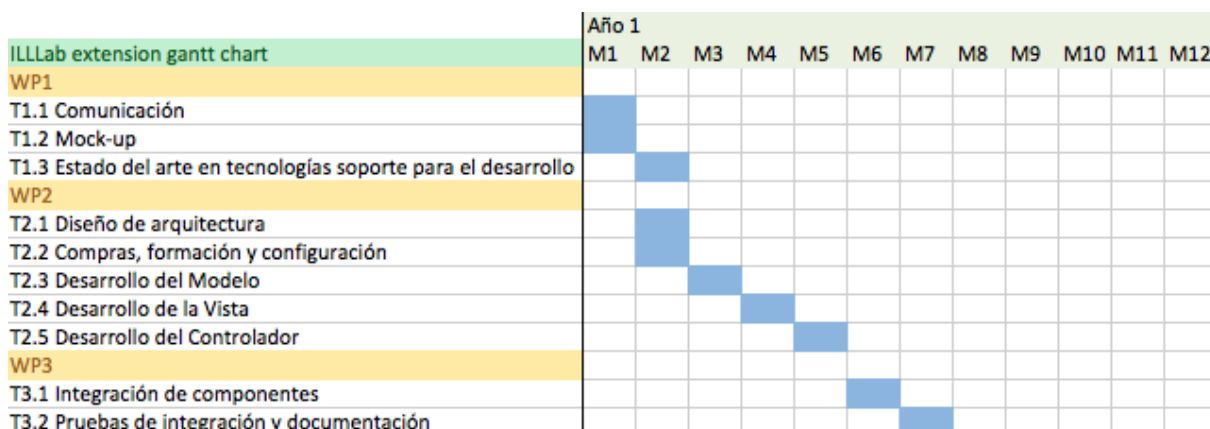 Año 1
ILLLab extension gantt chart M1 M2 M3 M4 M5 M6 M7 M8 M9 M10 M11 M12
WP1
T1.1 Comunicación
T1.2 Mock-up
T1.3 Estado del arte en tecnologías soporte para el desarrollo
WP2
T2.1 Diseño de arquitectura
T2.2 Compras, formación y configuración
T2.3 Desarrollo del Modelo
T2.4 Desarrollo de la Vista
T2.5 Desarrollo del Controlador
WP3
T3.1 Integración de componentes
T3.2 Pruebas de integración y documentación